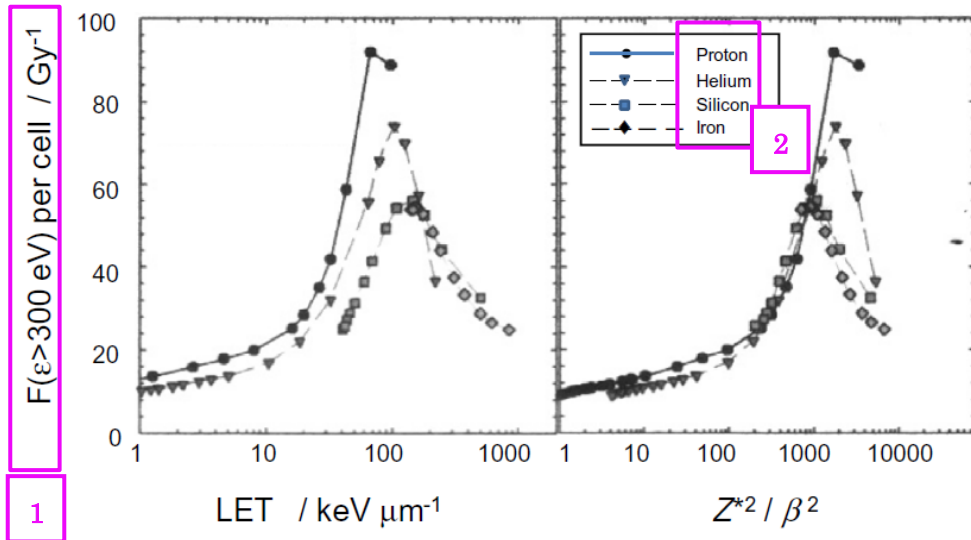 F(ε>300 eV) per cell / Gy⁻¹
100
80
60
40
20
0
1
10
100
1000
1
10
100
1000
10000
Proton
Helium
Silicon
Iron
2
1
LET / keV μm⁻¹
Z*² / β²